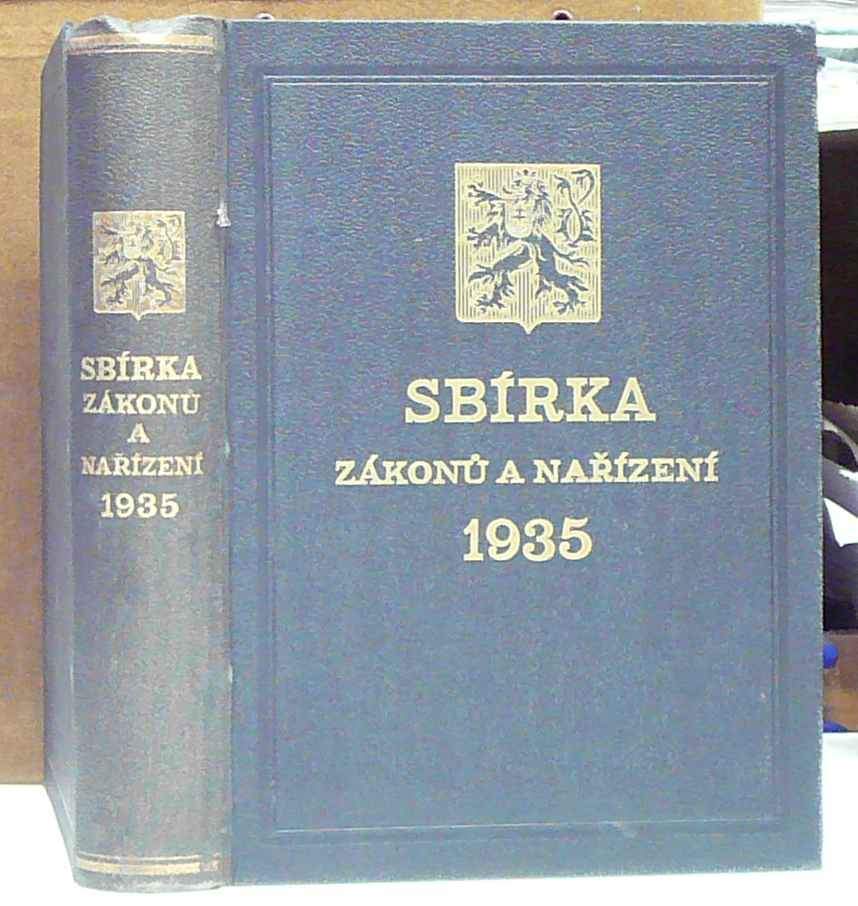 SBÍRKA
ZÁKONŮ
A
NAŘÍZENÍ
1935
SBÍRKA
ZÁKONŮ A NAŘÍZENÍ
1935